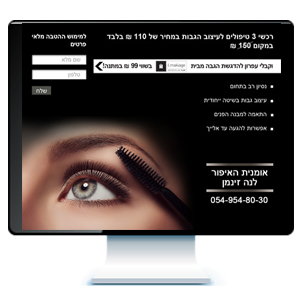 רכשי 3 טיפולים לעיצוב הגבות במחיר של 110 ₪ בלבד
במקום 150 ₪
וקבלי עפרון להדגשת הגבה מבית
בשווי 99 ₪ במתנה!
נסיון רב בתחום
עיצוב גבות בשיטה ייחודית
התאמה למבנה הפנים
אפשרות להגעה עד אלייך
למימוש ההטבה מלאי
פרטים
שם מלא
טלפון
שלח
אומנית האיפור
לנה זינמן
054-954-80-30